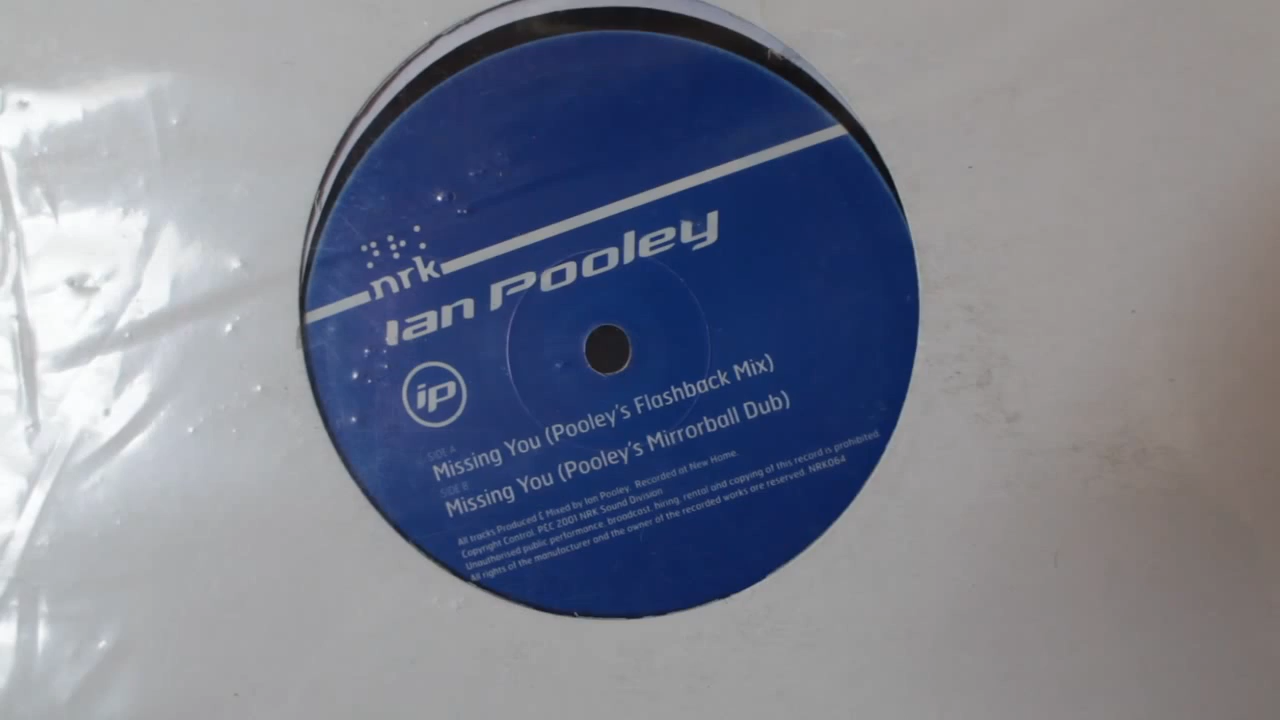 nrk
Ian Pooley
ip
SIDE A
Missing You (Pooley's Flashback Mix)
SIDE B
Missing You (Pooley's Mirrorball Dub)
All tracks Produced & Mixed by Ian Pooley. Recorded at New Home.
Copyright Control. P&C 2001 NRK Sound Division
Unauthorised public performance, broadcast, hiring, rental and copying of this record is prohibited
All rights of the manufacturer and the owner of the recorded works are reserved. NRK064